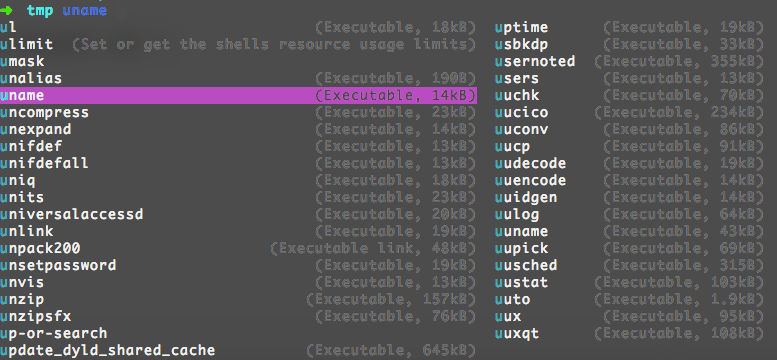 ➜ tmp uname
ul (Executable, 18kB) uptime (Executable, 19kB)
ulimit (Set or get the shells resource usage limits) usbkdp (Executable, 33kB)
umask usernoted (Executable, 355kB)
unalias (Executable, 190B) users (Executable, 13kB)
uname (Executable, 14kB) uuchk (Executable, 70kB)
uncompress (Executable, 23kB) uucico (Executable, 234kB)
unexpand (Executable, 14kB) uuconv (Executable, 86kB)
unifdef (Executable, 13kB) uucp (Executable, 91kB)
unifdefall (Executable, 13kB) uudecode (Executable, 19kB)
uniq (Executable, 18kB) uuencode (Executable, 14kB)
units (Executable, 23kB) uuidgen (Executable, 14kB)
universalaccessd (Executable, 20kB) uulog (Executable, 64kB)
unlink (Executable, 19kB) uuname (Executable, 43kB)
unpack200 (Executable link, 48kB) uupick (Executable, 69kB)
unsetpassword (Executable, 19kB) uusched (Executable, 315B)
unvis (Executable, 13kB) uustat (Executable, 103kB)
unzip (Executable, 157kB) uuto (Executable, 1.9kB)
unzipsfx (Executable, 76kB) uux (Executable, 95kB)
up-or-search uuxqt (Executable, 108kB)
update_dyld_shared_cache (Executable, 645kB)